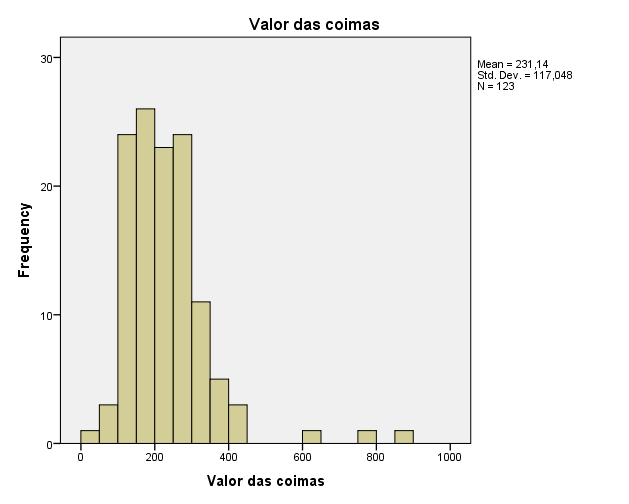 Valor das coimas
Mean = 231,14
Std. Dev. = 117,048
N = 123
30
20
10
0
Frequency
0 200 400 600 800 1000
Valor das coimas